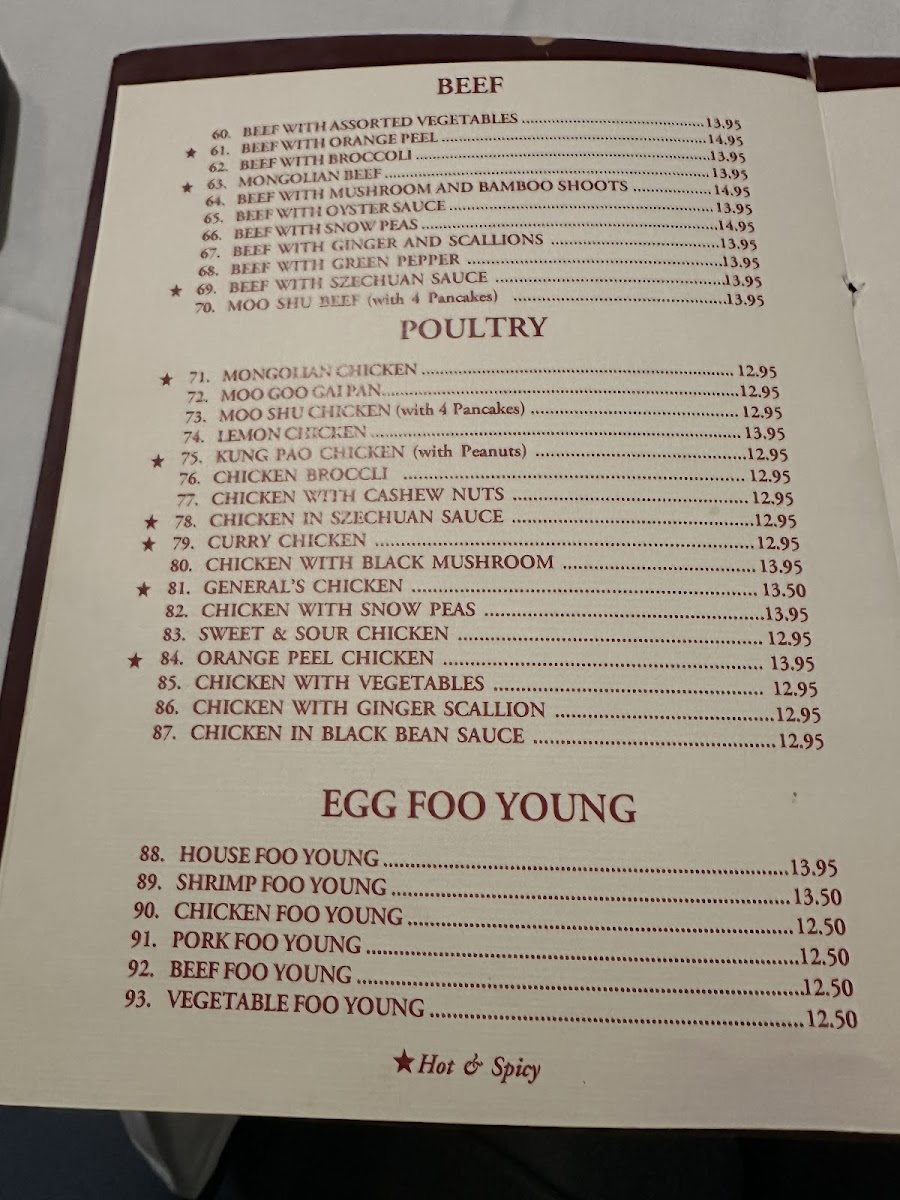 BEEF
60. BEEF WITH ASSORTED VEGETABLES 13.95
★ 61. BEEF WITH ORANGE PEEL 14.95
62. BEEF WITH BROCCOLI 13.95
★ 63. MONGOLIAN BEEF 13.95
64. BEEF WITH MUSHROOM AND BAMBOO SHOOTS 14.95
65. BEEF WITH OYSTER SAUCE 13.95
66. BEEF WITH SNOW PEAS 14.95
67. BEEF WITH GINGER AND SCALLIONS 13.95
68. BEEF WITH GREEN PEPPER 13.95
★ 69. BEEF WITH SZECHUAN SAUCE 13.95
70. MOO SHU BEEF (with 4 Pancakes) 13.95
POULTRY
★ 71. MONGOLIAN CHICKEN 12.95
72. MOO GOO GAI PAN 12.95
73. MOO SHU CHICKEN (with 4 Pancakes) 12.95
74. LEMON CHICKEN 13.95
★ 75. KUNG PAO CHICKEN (with Peanuts) 12.95
76. CHICKEN BROCCLI 12.95
77. CHICKEN WITH CASHEW NUTS 12.95
★ 78. CHICKEN IN SZECHUAN SAUCE 12.95
★ 79. CURRY CHICKEN 12.95
80. CHICKEN WITH BLACK MUSHROOM 13.95
★ 81. GENERAL'S CHICKEN 13.50
82. CHICKEN WITH SNOW PEAS 13.95
83. SWEET & SOUR CHICKEN 12.95
★ 84. ORANGE PEEL CHICKEN 13.95
85. CHICKEN WITH VEGETABLES 12.95
86. CHICKEN WITH GINGER SCALLION 12.95
87. CHICKEN IN BLACK BEAN SAUCE 12.95
EGG FOO YOUNG
88. HOUSE FOO YOUNG 13.95
89. SHRIMP FOO YOUNG 13.50
90. CHICKEN FOO YOUNG 12.50
91. PORK FOO YOUNG 12.50
92. BEEF FOO YOUNG 12.50
93. VEGETABLE FOO YOUNG 12.50
★ Hot & Spicy